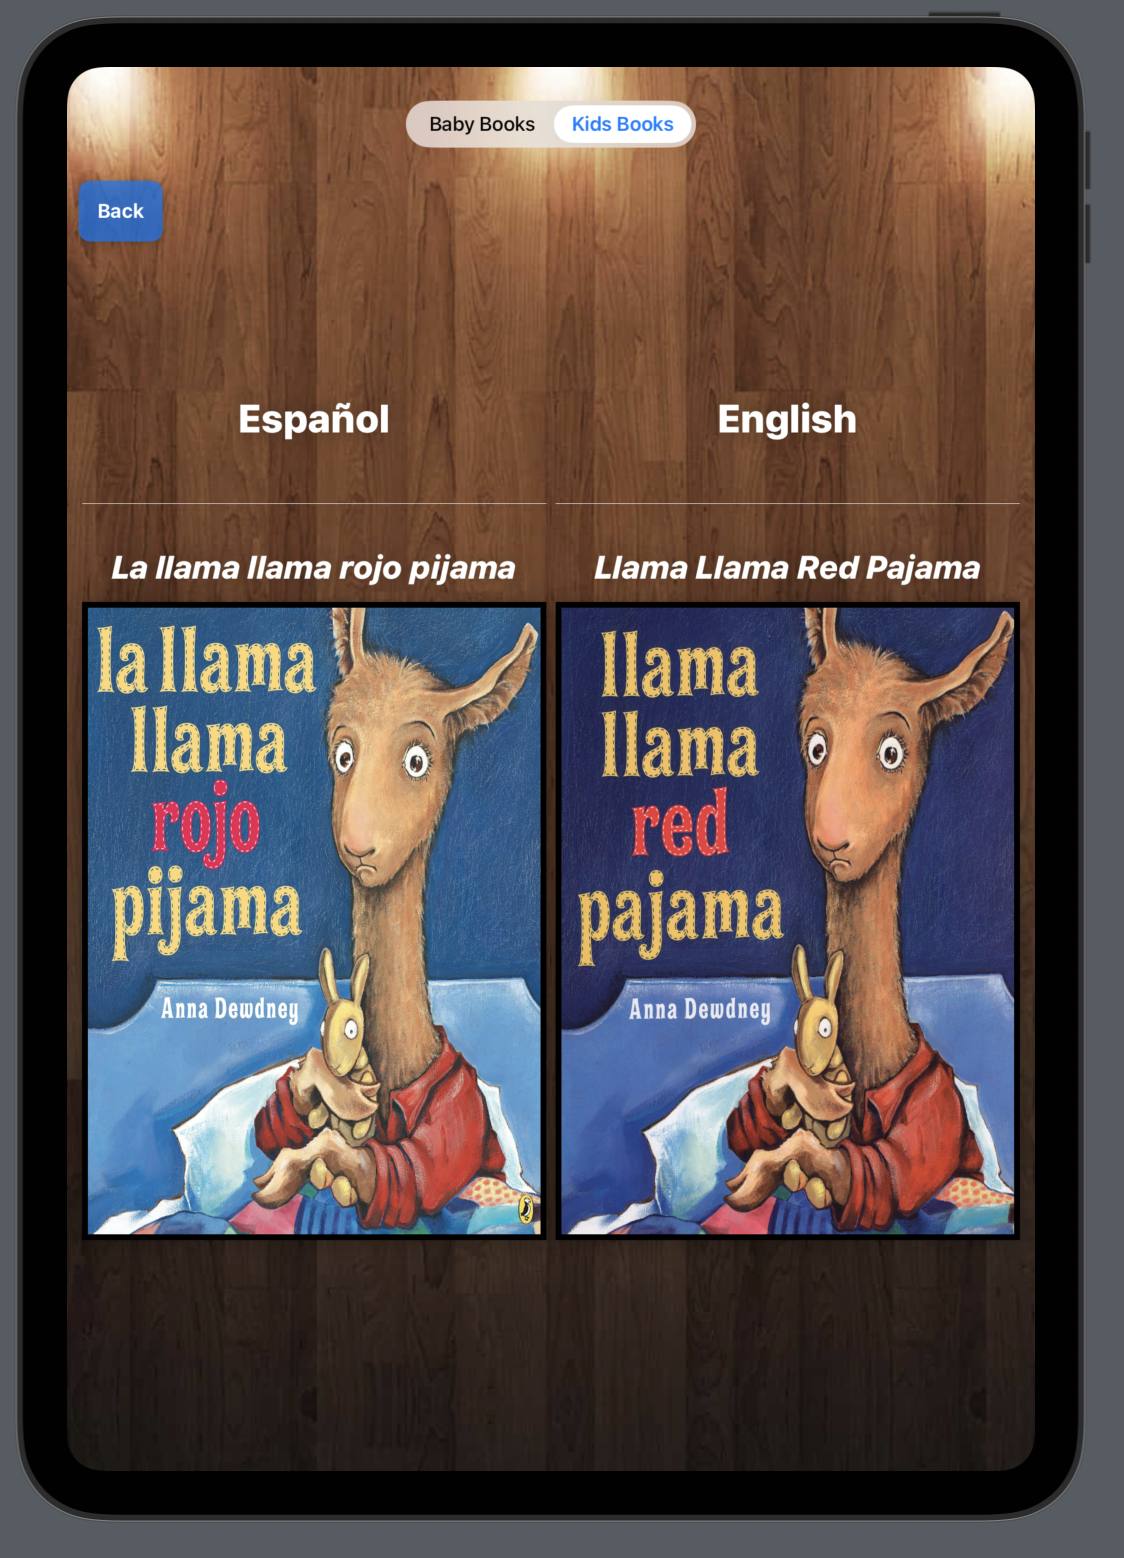 Baby Books
Kids Books
Back
Español
English
La llama llama rojo pijama
Llama Llama Red Pajama
la llama
llama
rojo
pijama
Anna Dewdney
llama
llama
red
pajama
Anna Dewdney